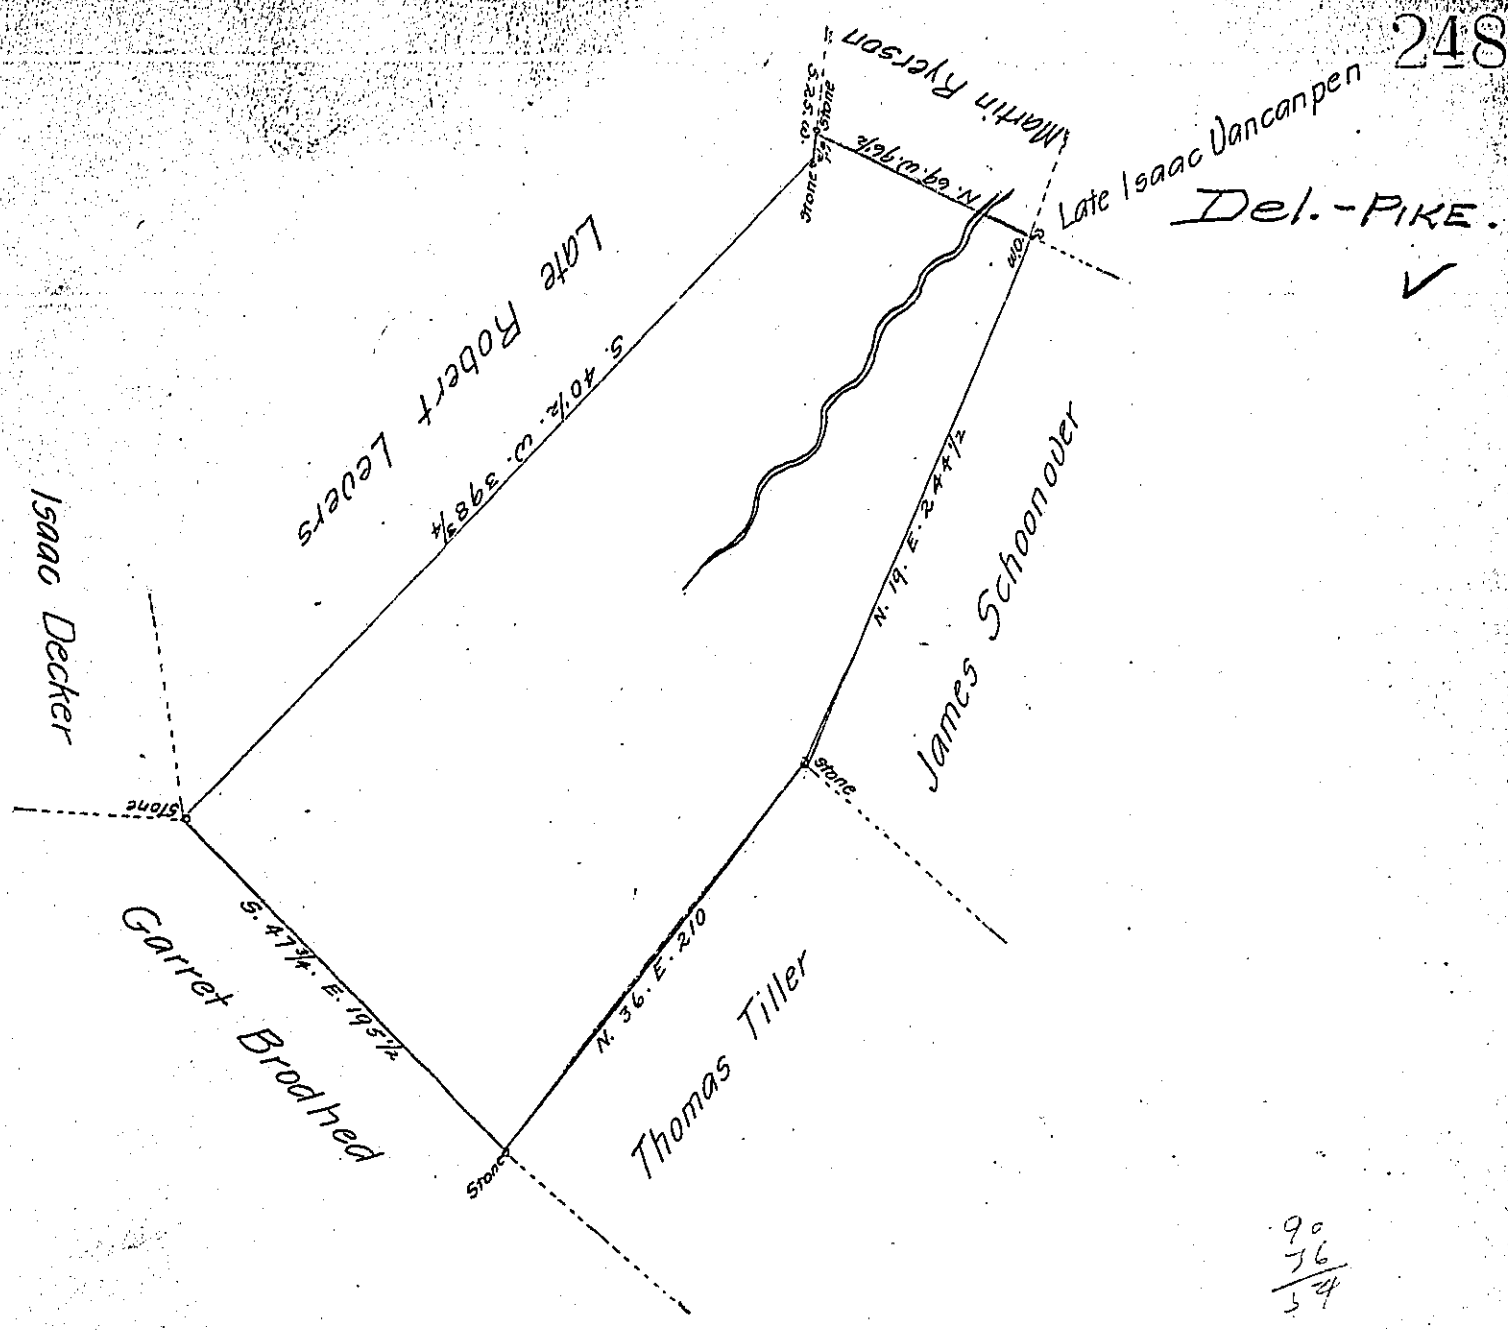 248
Martin Ryerson
Late Isaac Vancanpen
Del.-PIKE.
S. 25. W.
Stone
stone
N. 69. W. 96½
W.O.
Late Robert Levers
S. 40½. W. 398¾
N. 19. E. 244½
James Schoonover
Isaac Decker
Stone
stone
Garret Brodhed
S. 47¾. E. 195½
N. 36. E. 210
Thomas Tiller
Stone
90
36
54